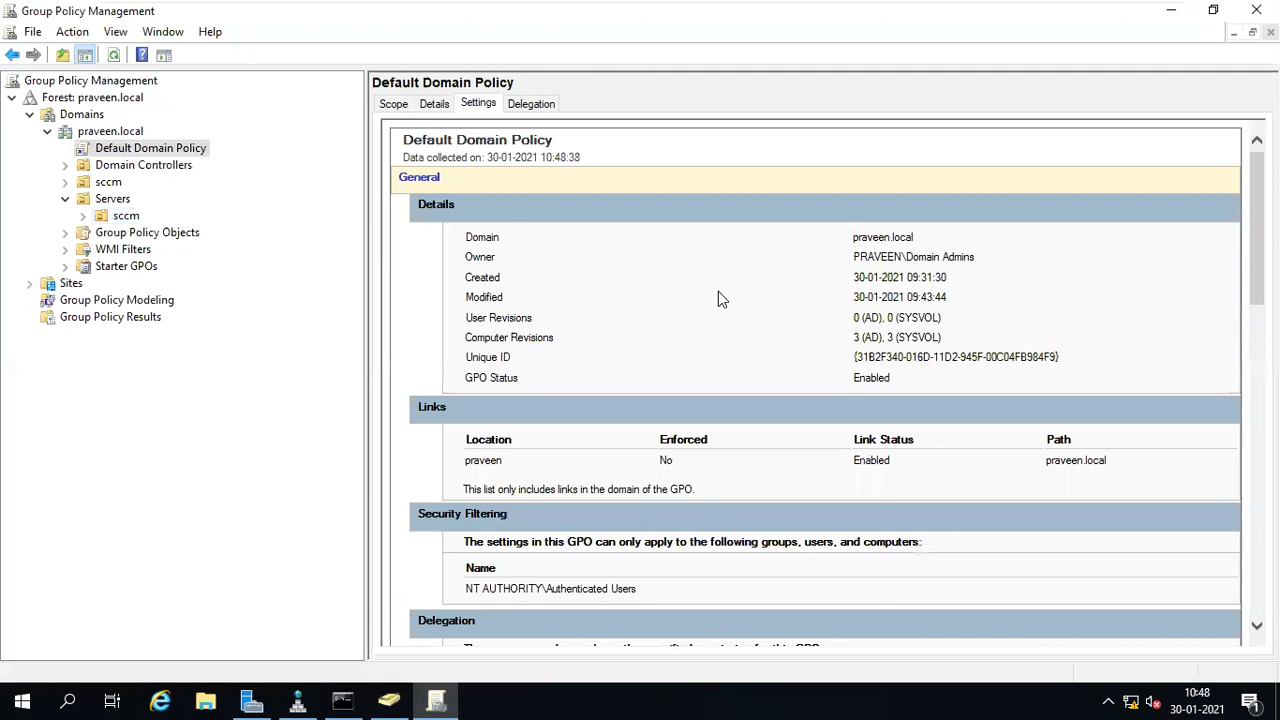 Group Policy Management
File Action View Window Help
Group Policy Management
Forest: praveen.local
Domains
praveen.local
Default Domain Policy
Domain Controllers
sccm
Servers
sccm
Group Policy Objects
WMI Filters
Starter GPOs
Sites
Group Policy Modeling
Group Policy Results
Default Domain Policy
Scope Details Settings Delegation
Default Domain Policy
Data collected on: 30-01-2021 10:48:38
General
Details
Domain praveen.local
Owner PRAVEEN\Domain Admins
Created 30-01-2021 09:31:30
Modified 30-01-2021 09:43:44
User Revisions 0 (AD), 0 (SYSVOL)
Computer Revisions 3 (AD), 3 (SYSVOL)
Unique ID {31B2F340-016D-11D2-945F-00C04FB984F9}
GPO Status Enabled
Links
Location Enforced Link Status Path
praveen No Enabled praveen.local
This list only includes links in the domain of the GPO.
Security Filtering
The settings in this GPO can only apply to the following groups, users, and computers:
Name
NT AUTHORITY\Authenticated Users
Delegation
10:48
30-01-2021
1